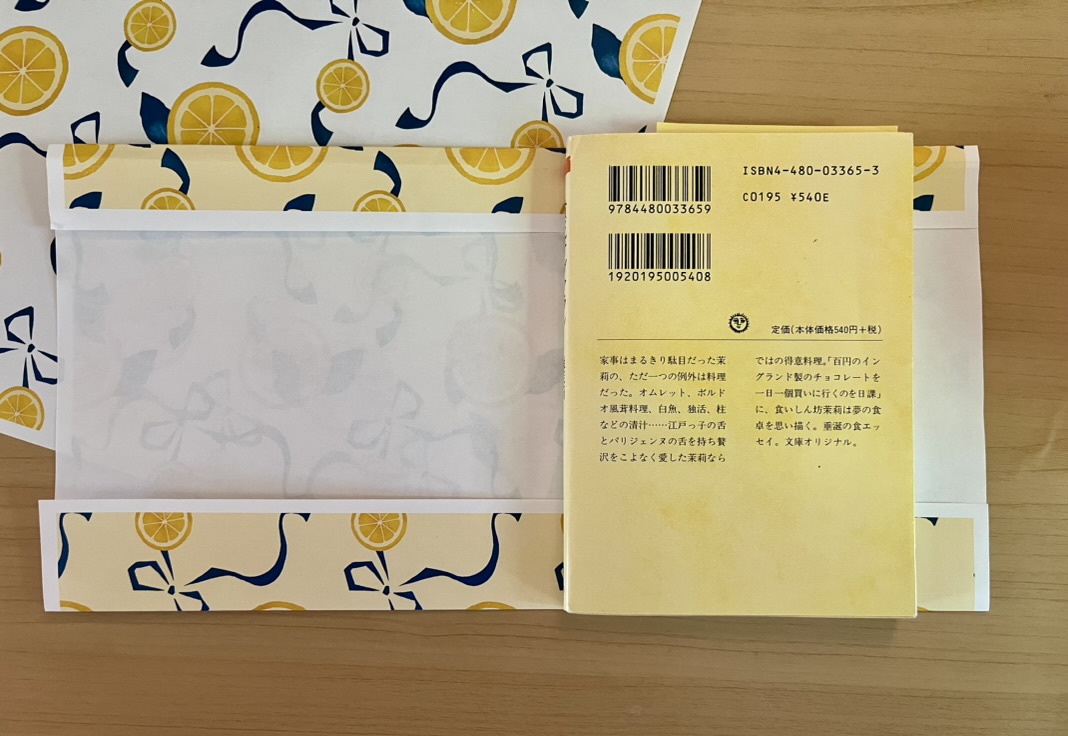 ISBN4-480-03365-3
9784480033659
C0195 ¥540E
1920195005408
定価(本体価格540円+税)
家事はまるきり駄目だった茉
莉の、ただ一つの例外は料理
だった。オムレット、ボルド
オ風茸料理、白魚、独活、柱
などの清汁……江戸っ子の舌
とパリジェンヌの舌を持ち贅
沢をこよなく愛した茉莉なら
ではの得意料理。「百円のイン
グランド製のチョコレートを
一日一個買いに行くのを日課」
に、食いしん坊茉莉は夢の食
卓を思い描く。垂涎の食エッ
セイ。文庫オリジナル。